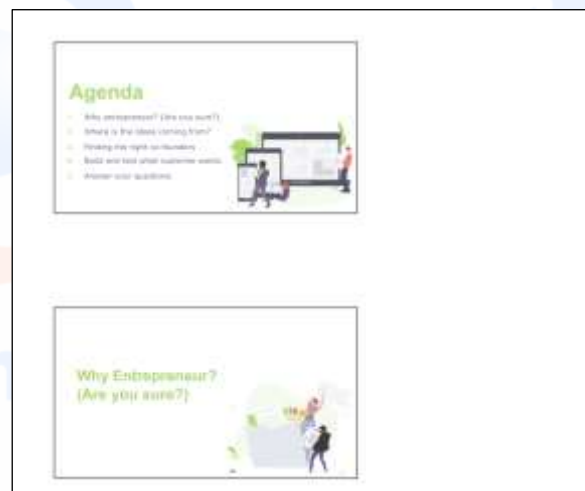 Agenda
Why entrepreneur? (Are you sure?)
Where is the ideas coming from?
Finding the right co-founders
Build and test what customer wants
Answer your questions
Why Entrepreneur?
(Are you sure?)